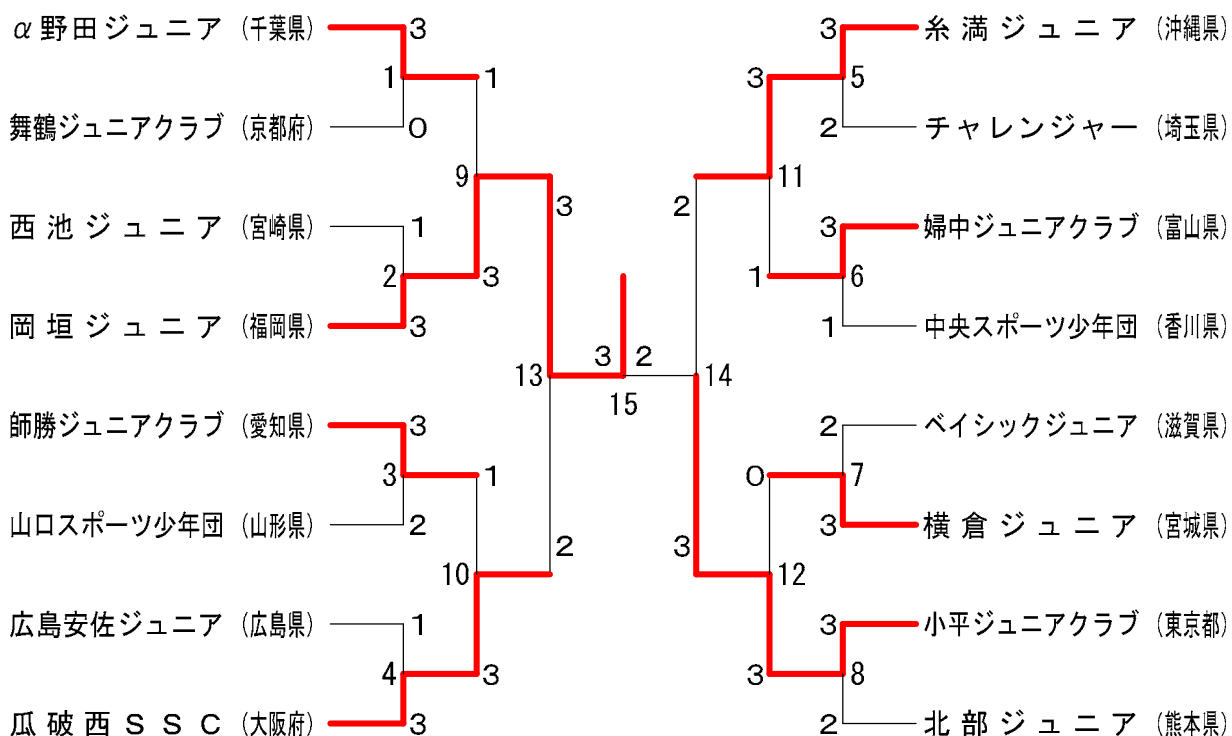 α野田ジュニア (千葉県) 3
1 1
舞鶴ジュニアクラブ (京都府) 0
9 3
西池ジュニア (宮崎県) 1
2 3
岡垣ジュニア (福岡県) 3
13
師勝ジュニアクラブ (愛知県) 3
3 1
山口スポーツ少年団 (山形県) 2
10 2
広島安佐ジュニア (広島県) 1
4 3
瓜破西SSC (大阪府) 3
3 2
15
3 糸満ジュニア (沖縄県)
3 5
2 チャレンジャー (埼玉県)
2 11
3 婦中ジュニアクラブ (富山県)
1 6
1 中央スポーツ少年団 (香川県)
14
2 ベイシックジュニア (滋賀県)
0 7
3 横倉ジュニア (宮城県)
3 12
3 小平ジュニアクラブ (東京都)
3 8
2 北部ジュニア (熊本県)